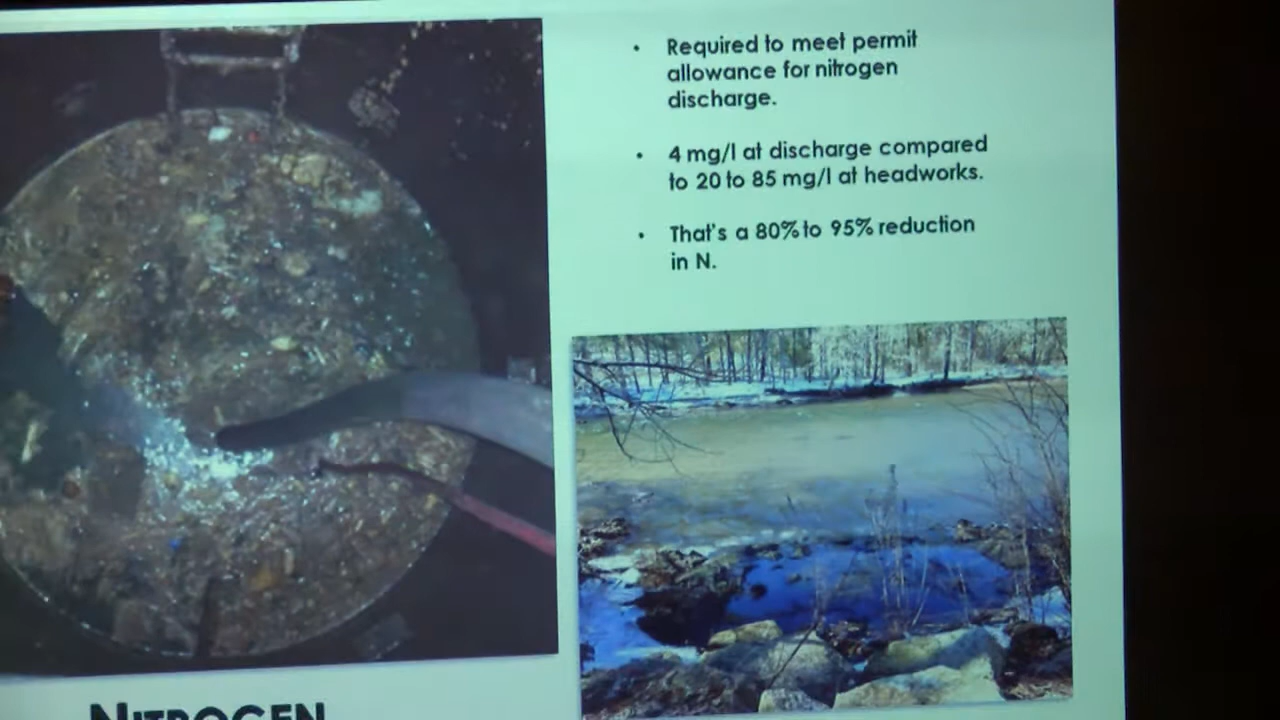 • Required to meet permit
allowance for nitrogen
discharge.
• 4 mg/l at discharge compared
to 20 to 85 mg/l at headworks.
• That's a 80% to 95% reduction
in N.
NITROGEN